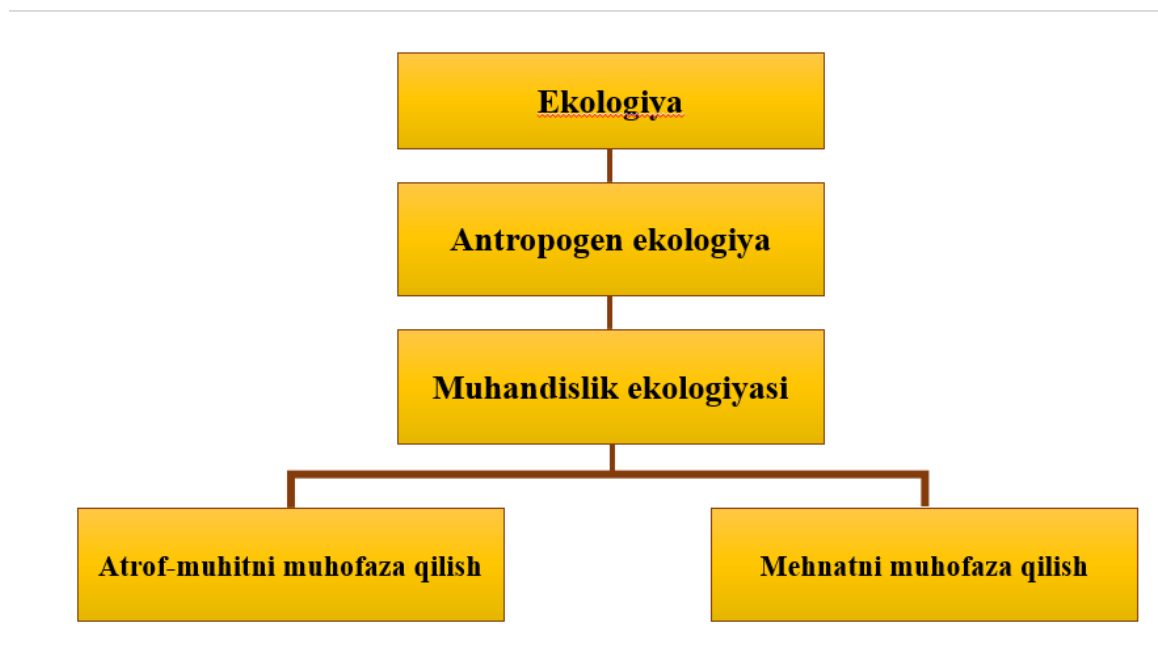 Ekologiya
Antropogen ekologiya
Muhandislik ekologiyasi
Atrof-muhitni muhofaza qilish
Mehnatni muhofaza qilish